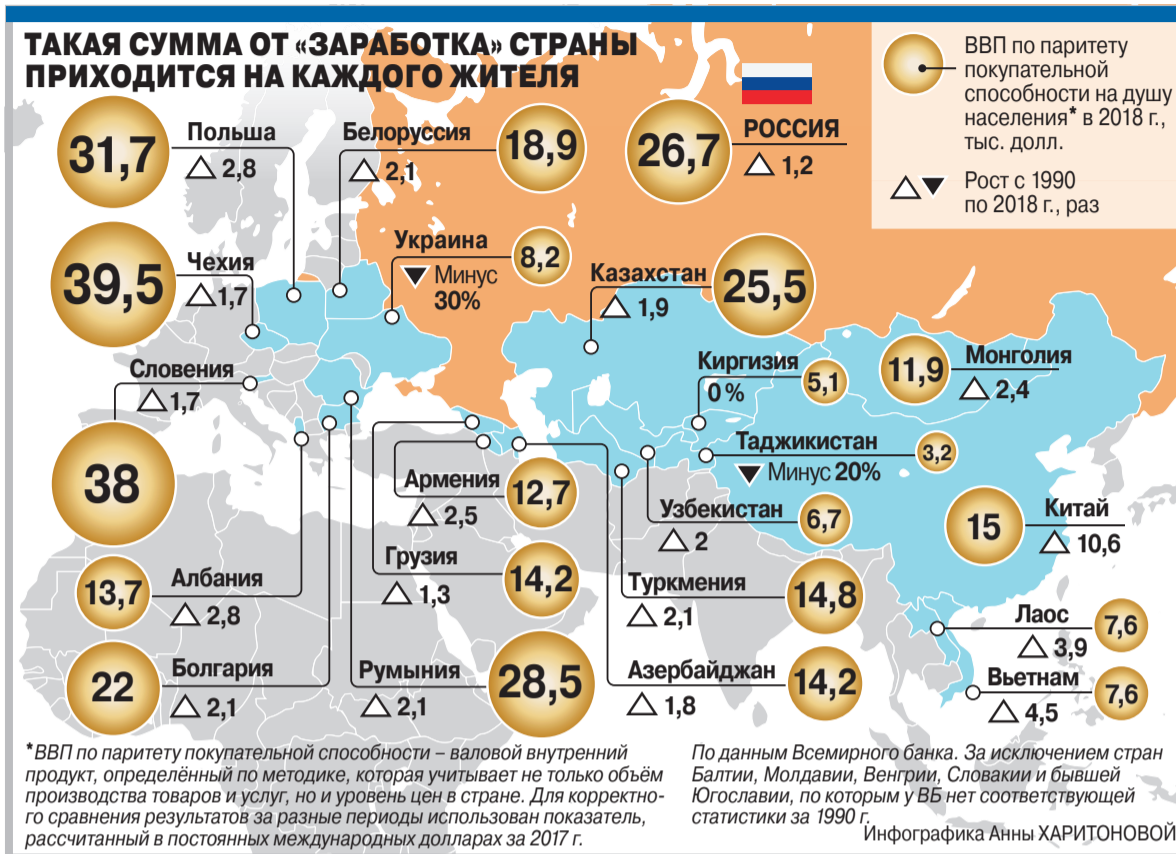 ТАКАЯ СУММА ОТ «ЗАРАБОТКА» СТРАНЫ
ПРИХОДИТСЯ НА КАЖДОГО ЖИТЕЛЯ
ВВП по паритету
покупательной
способности на душу
населения* в 2018 г.,
тыс. долл.
Рост с 1990
по 2018 г., раз
31,7
Польша
△ 2,8
Белоруссия
△ 2,1
18,9
26,7
РОССИЯ
△ 1,2
39,5
Чехия
△ 1,7
Украина
▼ Минус
30%
8,2
Казахстан
△ 1,9
25,5
Словения
△ 1,7
38
Киргизия
0 %
5,1
11,9
Монголия
△ 2,4
Таджикистан
▼ Минус 20%
3,2
Армения
△ 2,5
12,7
Узбекистан
△ 2
6,7
15
Китай
△ 10,6
13,7
Албания
△ 2,8
Грузия
△ 1,3
14,2
Туркмения
△ 2,1
14,8
Лаос
△ 3,9
7,6
22
Болгария
△ 2,1
Румыния
△ 2,1
28,5
Азербайджан
△ 1,8
14,2
Вьетнам
△ 4,5
7,6
*ВВП по паритету покупательной способности – валовой внутренний
продукт, определённый по методике, которая учитывает не только объём
производства товаров и услуг, но и уровень цен в стране. Для корректно-
го сравнения результатов за разные периоды использован показатель,
рассчитанный в постоянных международных долларах за 2017 г.
По данным Всемирного банка. За исключением стран
Балтии, Молдавии, Венгрии, Словакии и бывшей
Югославии, по которым у ВБ нет соответствующей
статистики за 1990 г.
Инфографика Анны ХАРИТОНОВОЙ